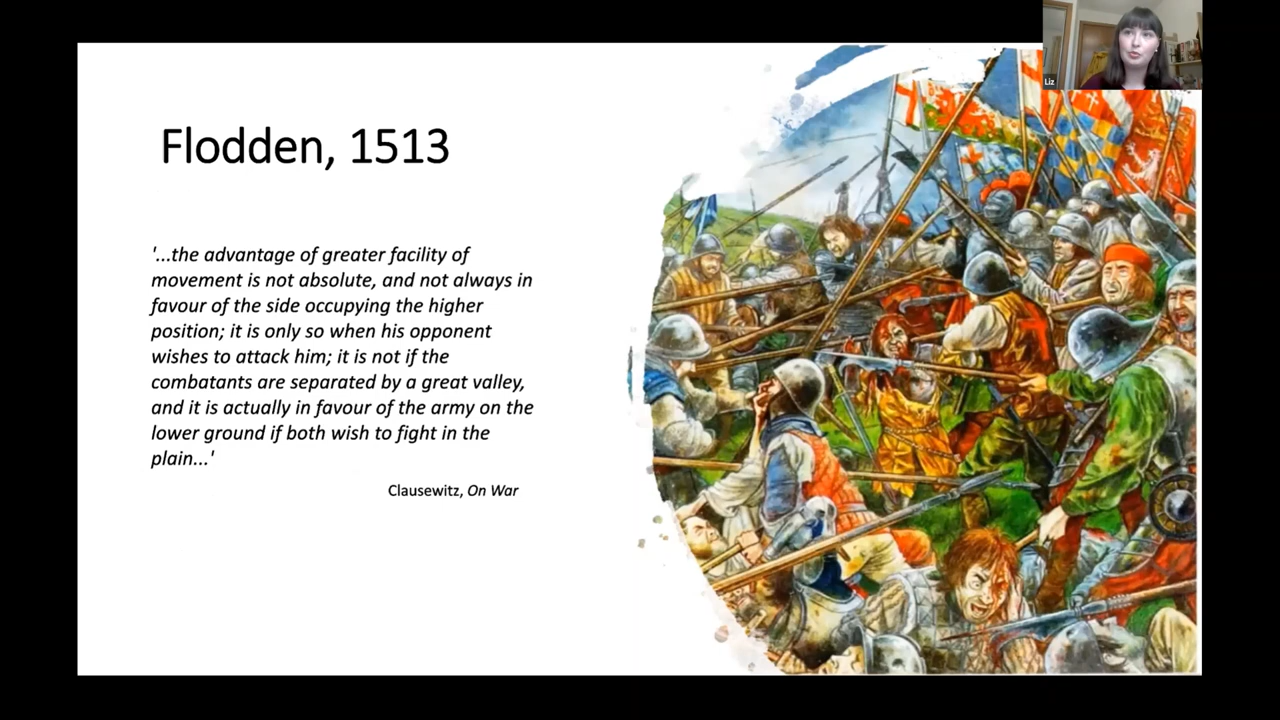 Liz
Flodden, 1513
'...the advantage of greater facility of
movement is not absolute, and not always in
favour of the side occupying the higher
position; it is only so when his opponent
wishes to attack him; it is not if the
combatants are separated by a great valley,
and it is actually in favour of the army on the
lower ground if both wish to fight in the
plain...'
Clausewitz, On War